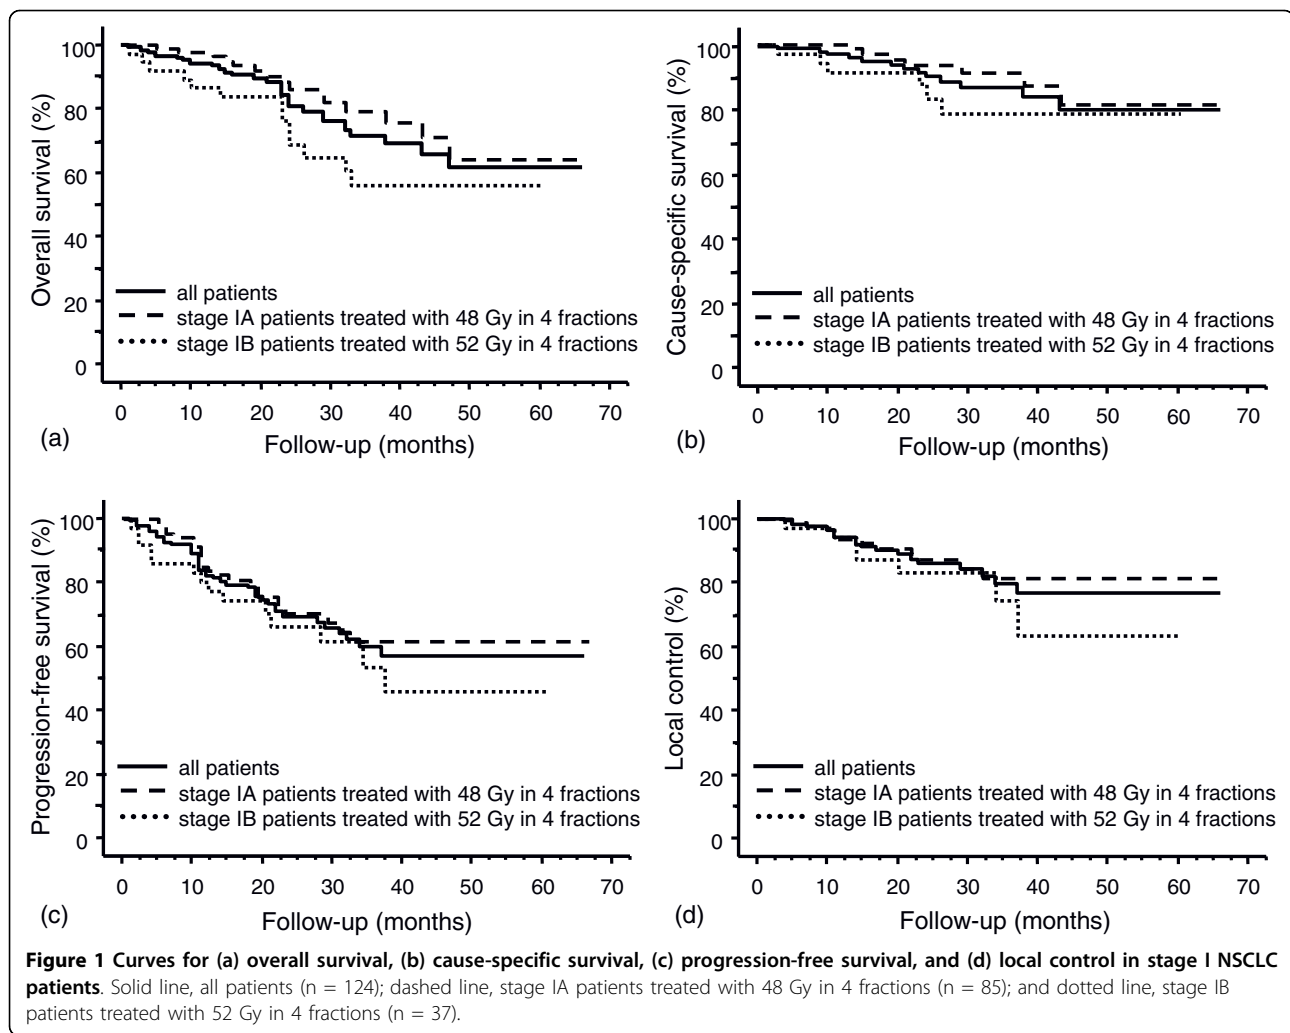 100
80
60
40
20
0
Overall survival (%)
all patients
stage IA patients treated with 48 Gy in 4 fractions
stage IB patients treated with 52 Gy in 4 fractions
0 10 20 30 40 50 60 70
(a)
Follow-up (months)
100
80
60
40
20
0
Cause-specific survival (%)
all patients
stage IA patients treated with 48 Gy in 4 fractions
stage IB patients treated with 52 Gy in 4 fractions
0 10 20 30 40 50 60 70
(b)
Follow-up (months)
100
80
60
40
20
0
Progression-free survival (%)
all patients
stage IA patients treated with 48 Gy in 4 fractions
stage IB patients treated with 52 Gy in 4 fractions
0 10 20 30 40 50 60 70
(c)
Follow-up (months)
100
80
60
40
20
0
Local control (%)
all patients
stage IA patients treated with 48 Gy in 4 fractions
stage IB patients treated with 52 Gy in 4 fractions
0 10 20 30 40 50 60 70
(d)
Follow-up (months)
Figure 1 Curves for (a) overall survival, (b) cause-specific survival, (c) progression-free survival, and (d) local control in stage I NSCLC
patients. Solid line, all patients (n = 124); dashed line, stage IA patients treated with 48 Gy in 4 fractions (n = 85); and dotted line, stage IB
patients treated with 52 Gy in 4 fractions (n = 37).